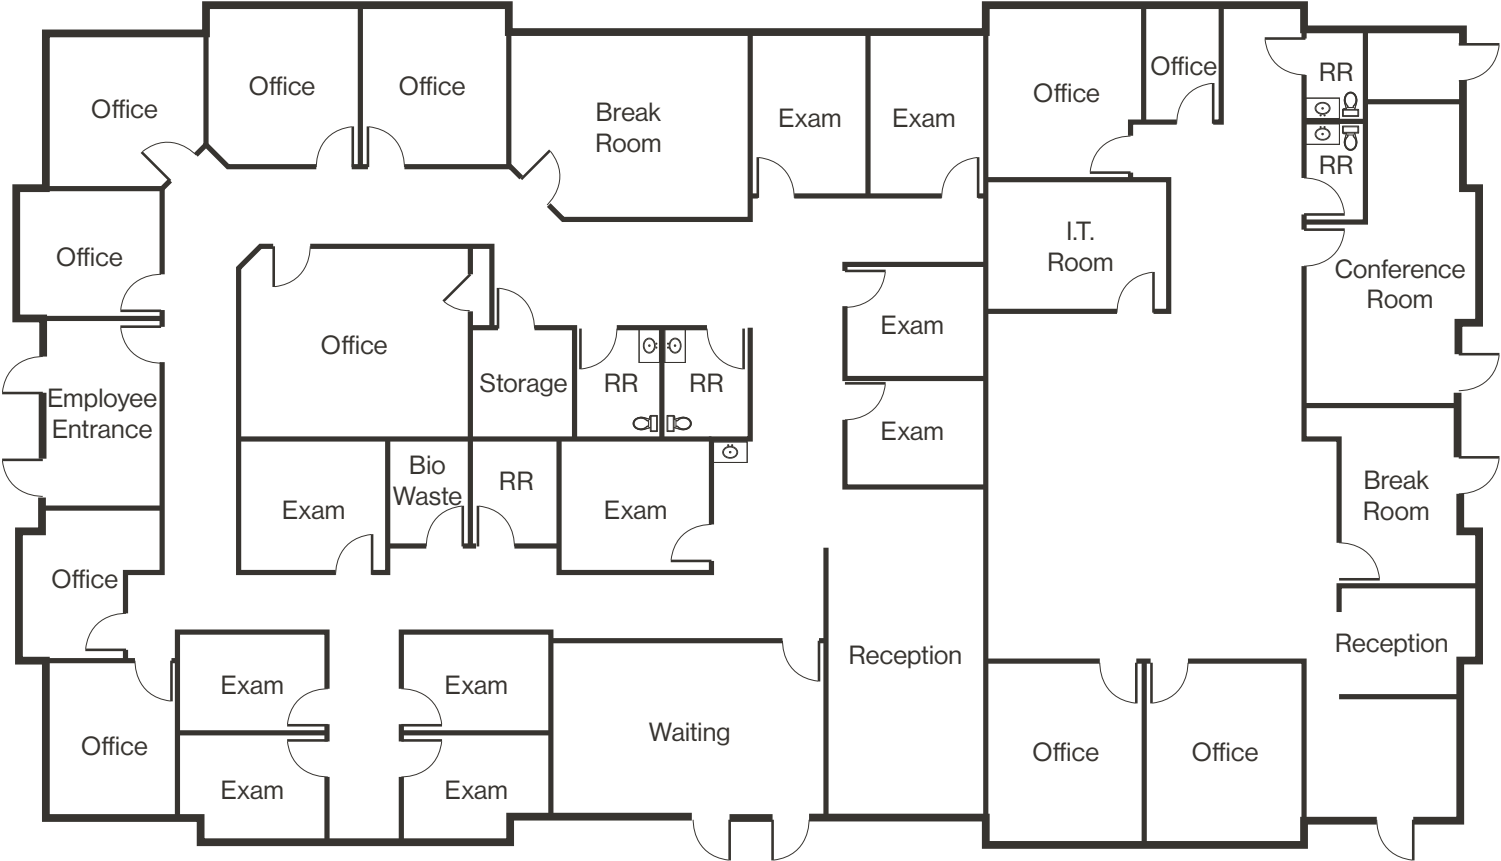 Office
Office
Office
Break
Room
Exam
Exam
Office
Office
RR
RR
Office
I.T.
Room
Conference
Room
Office
Exam
Storage
RR
RR
Employee
Entrance
Exam
Bio
Waste
RR
Exam
Exam
Break
Room
Office
Exam
Exam
Reception
Reception
Office
Exam
Exam
Waiting
Office
Office